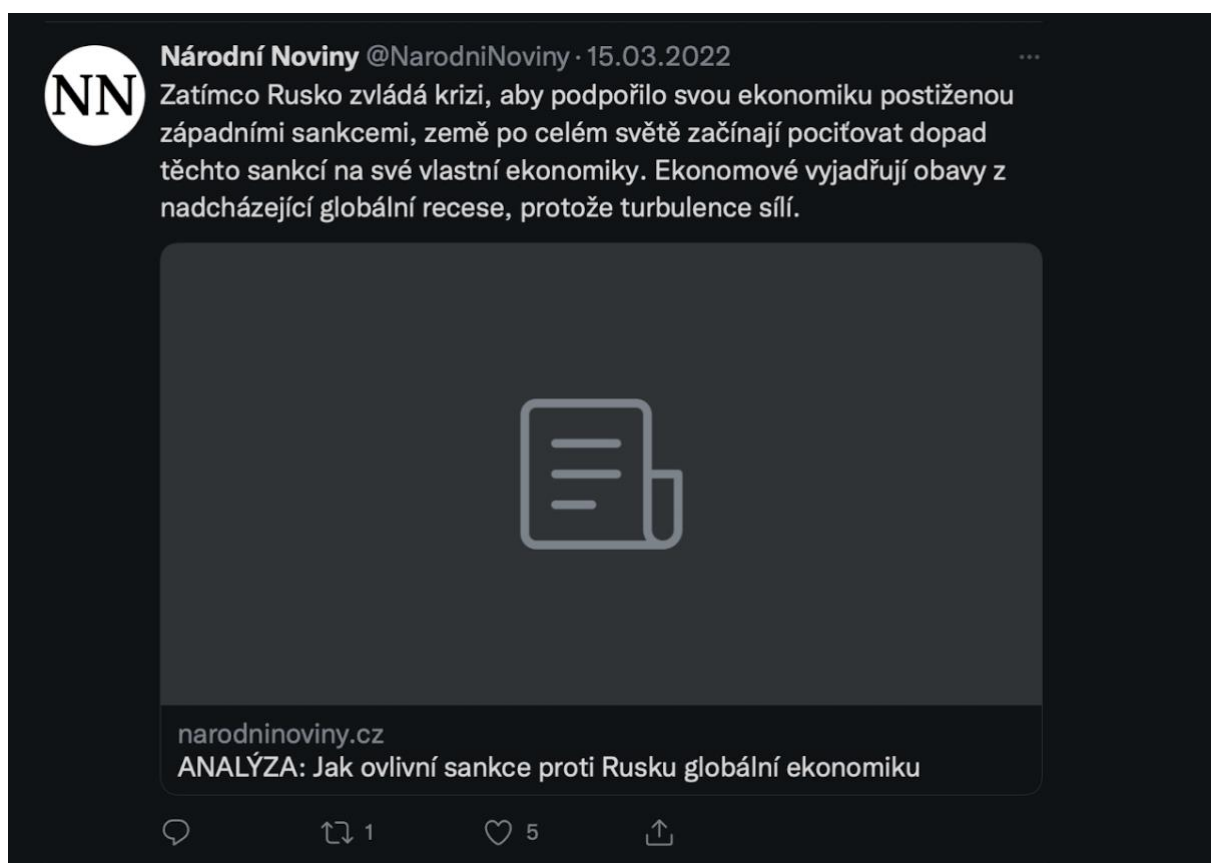 Národní Noviny @NarodniNoviny · 15.03.2022
NN
Zatímco Rusko zvládá krizi, aby podpořilo svou ekonomiku postiženou
západními sankcemi, země po celém světě začínají pociťovat dopad
těchto sankcí na své vlastní ekonomiky. Ekonomové vyjadřují obavy z
nadcházející globální recese, protože turbulence sílí.
narodninoviny.cz
ANALÝZA: Jak ovlivní sankce proti Rusku globální ekonomiku
1 5